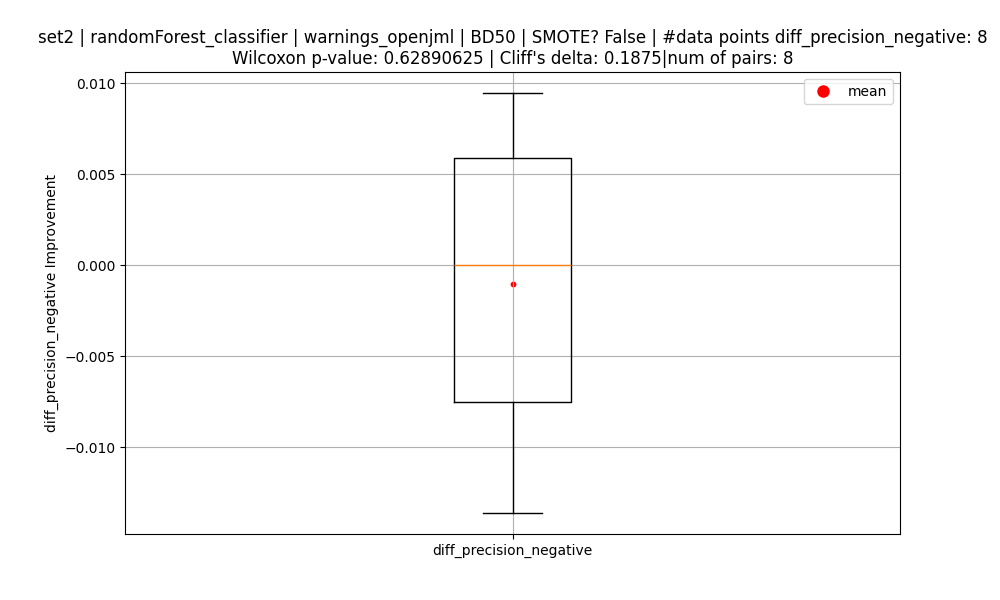 set2 | randomForest_classifier | warnings_openjml | BD50 | SMOTE? False | #data points diff_precision_negative: 8
Wilcoxon p-value: 0.62890625 | Cliff's delta: 0.1875|num of pairs: 8
mean
diff_precision_negative Improvement
0.010
0.005
0.000
−0.005
−0.010
diff_precision_negative